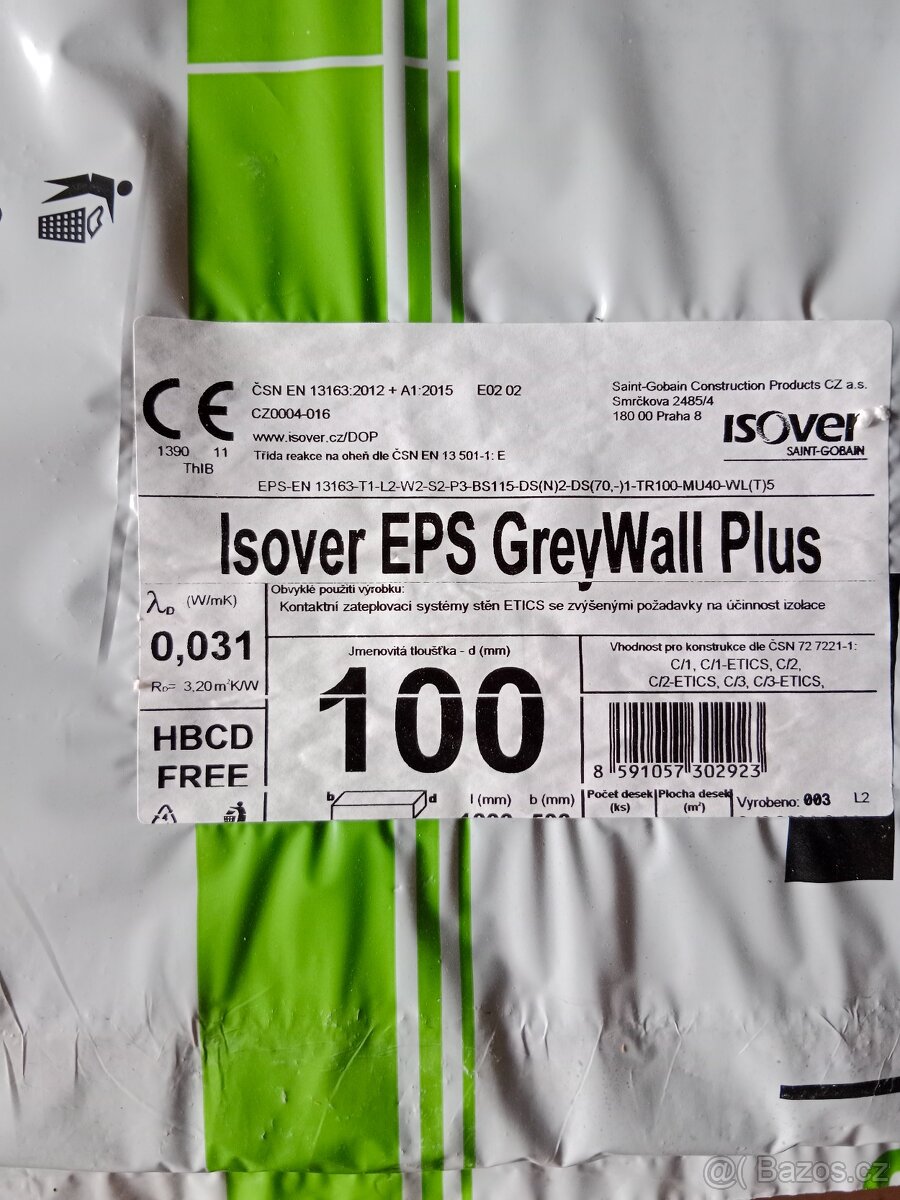 CE
1390 11
ThIB
ČSN EN 13163:2012 + A1:2015 E02 02
CZ0004-016
www.isover.cz/DOP
Třída reakce na oheň dle ČSN EN 13 501-1: E
Saint-Gobain Construction Products CZ a.s.
Smrčkova 2485/4
180 00 Praha 8
isover
SAINT-GOBAIN
EPS-EN 13163-T1-L2-W2-S2-P3-BS115-DS(N)2-DS(70,-)1-TR100-MU40-WL(T)5
Isover EPS GreyWall Plus
λD (W/mK)
0,031
RD= 3,20 m²K/W
HBCD
FREE
Obvyklé použití výrobku:
Kontaktní zateplovací systémy stěn ETICS se zvýšenými požadavky na účinnost izolace
Jmenovitá tloušťka - d (mm)
100
Vhodnost pro konstrukce dle ČSN 72 7221-1:
C/1, C/1-ETICS, C/2,
C/2-ETICS, C/3, C/3-ETICS,
8 591057 302923
b d l (mm) b (mm)
Počet desek (ks)
Plocha desek (m²)
Vyrobeno: 003 L2
@( Bazos.cz